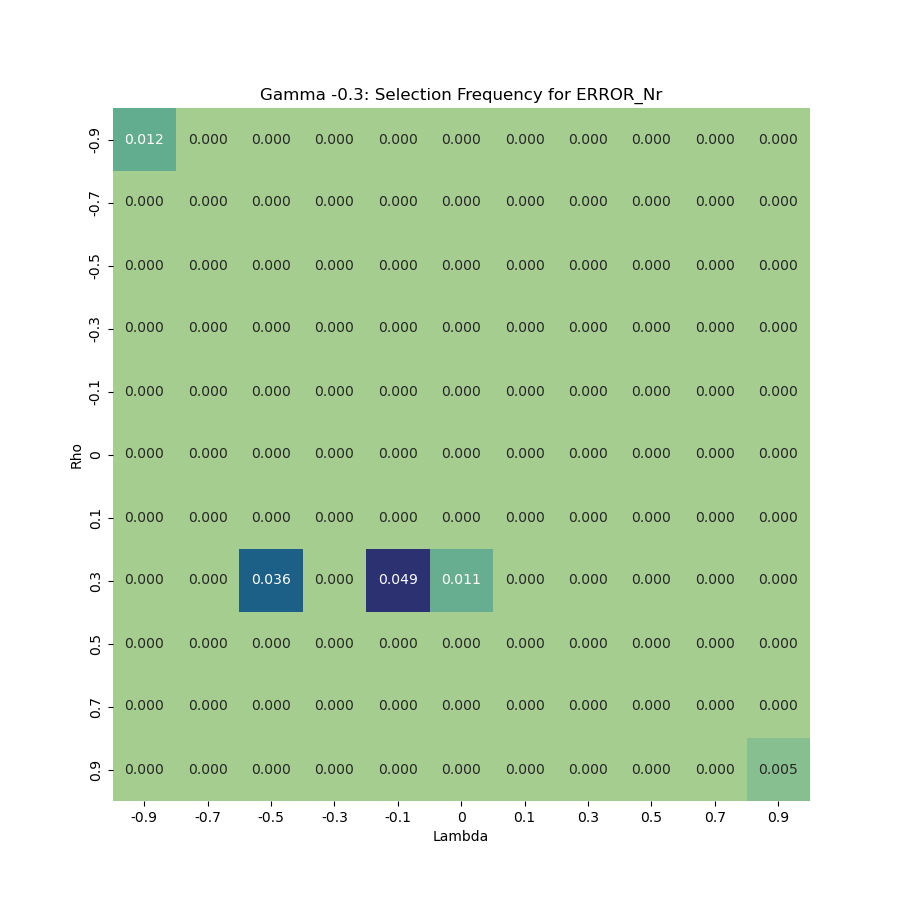 Gamma -0.3: Selection Frequency for ERROR_Nr
-0.9 0.012 0.000 0.000 0.000 0.000 0.000 0.000 0.000 0.000 0.000 0.000
-0.7 0.000 0.000 0.000 0.000 0.000 0.000 0.000 0.000 0.000 0.000 0.000
-0.5 0.000 0.000 0.000 0.000 0.000 0.000 0.000 0.000 0.000 0.000 0.000
-0.3 0.000 0.000 0.000 0.000 0.000 0.000 0.000 0.000 0.000 0.000 0.000
-0.1 0.000 0.000 0.000 0.000 0.000 0.000 0.000 0.000 0.000 0.000 0.000
Rho
0 0.000 0.000 0.000 0.000 0.000 0.000 0.000 0.000 0.000 0.000 0.000
0.1 0.000 0.000 0.000 0.000 0.000 0.000 0.000 0.000 0.000 0.000 0.000
0.3 0.000 0.000 0.036 0.000 0.049 0.011 0.000 0.000 0.000 0.000 0.000
0.5 0.000 0.000 0.000 0.000 0.000 0.000 0.000 0.000 0.000 0.000 0.000
0.7 0.000 0.000 0.000 0.000 0.000 0.000 0.000 0.000 0.000 0.000 0.000
0.9 0.000 0.000 0.000 0.000 0.000 0.000 0.000 0.000 0.000 0.000 0.005
-0.9 -0.7 -0.5 -0.3 -0.1 0 0.1 0.3 0.5 0.7 0.9
Lambda